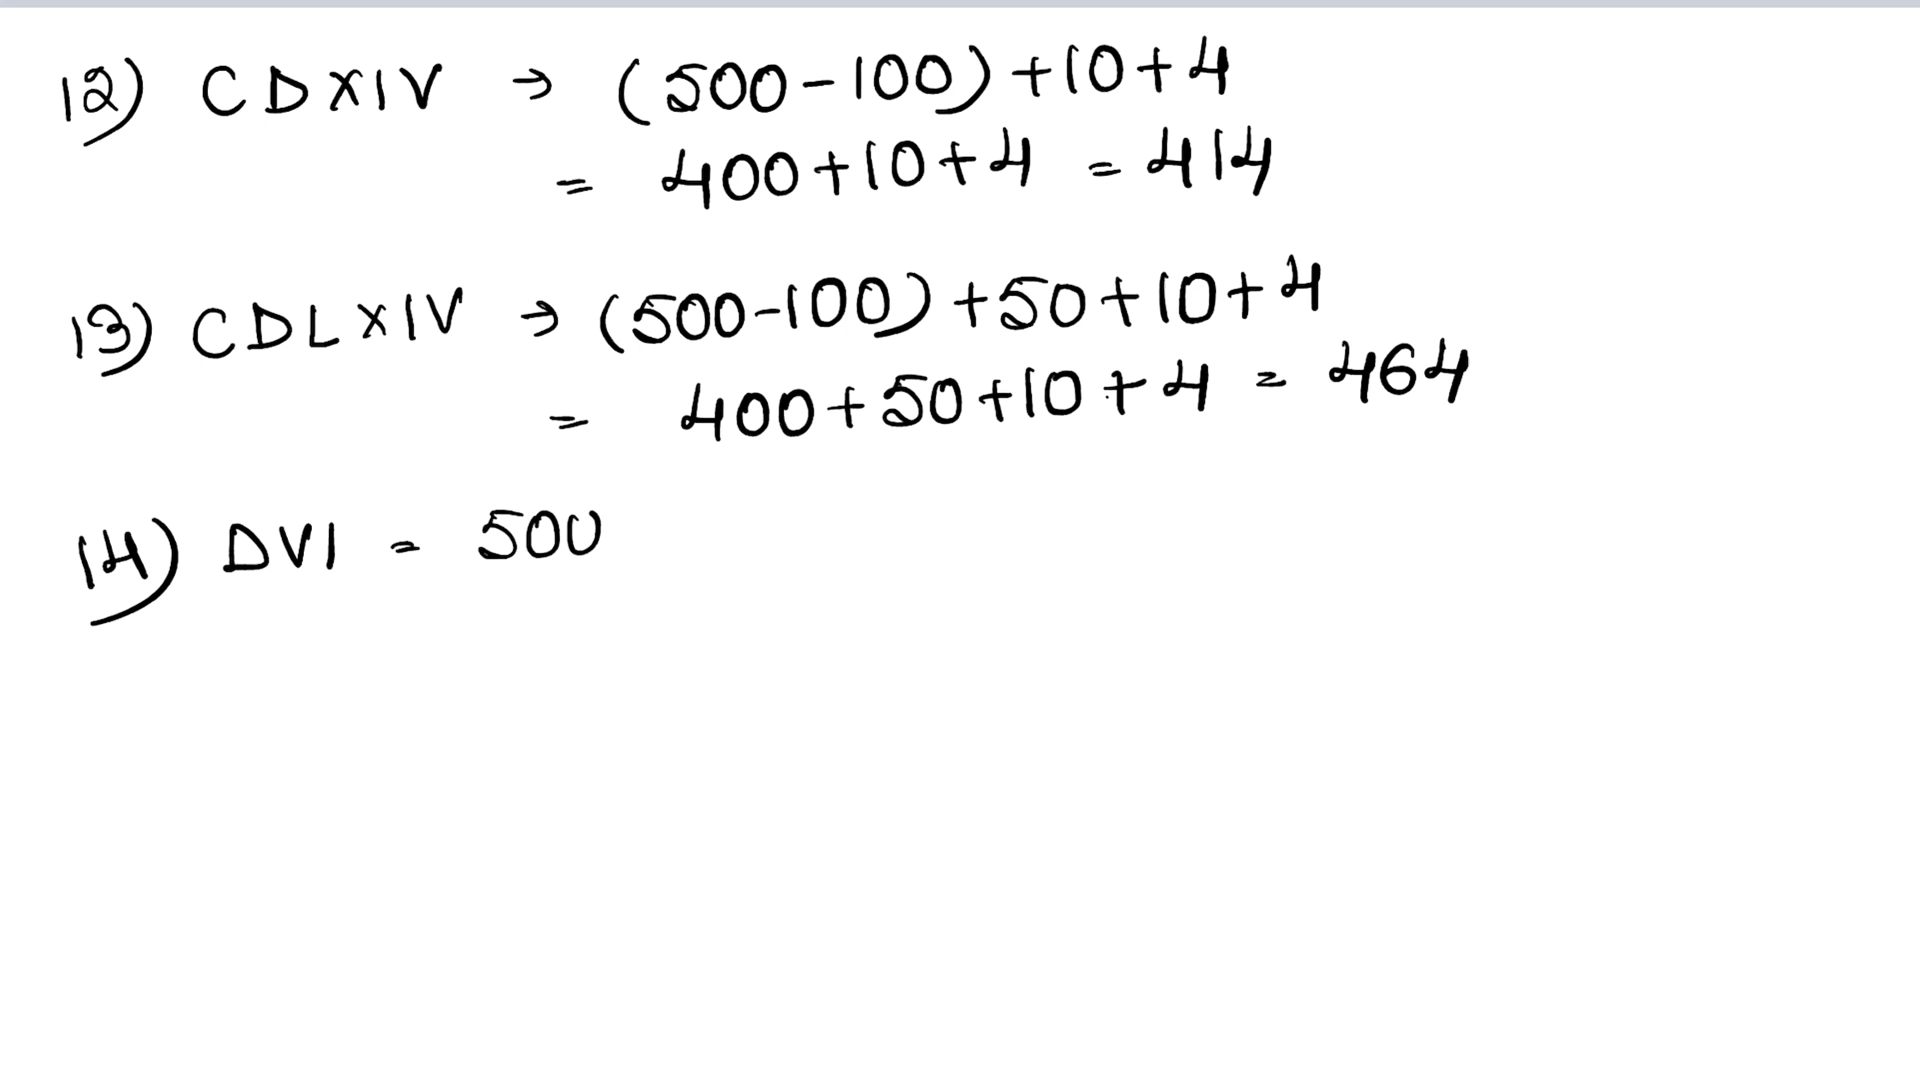 12) CDXIV → (500-100)+10+4
= 400+10+4 = 414
13) CDLXIV → (500-100)+50+10+4
= 400+50+10+4 = 464
14) DVI = 500